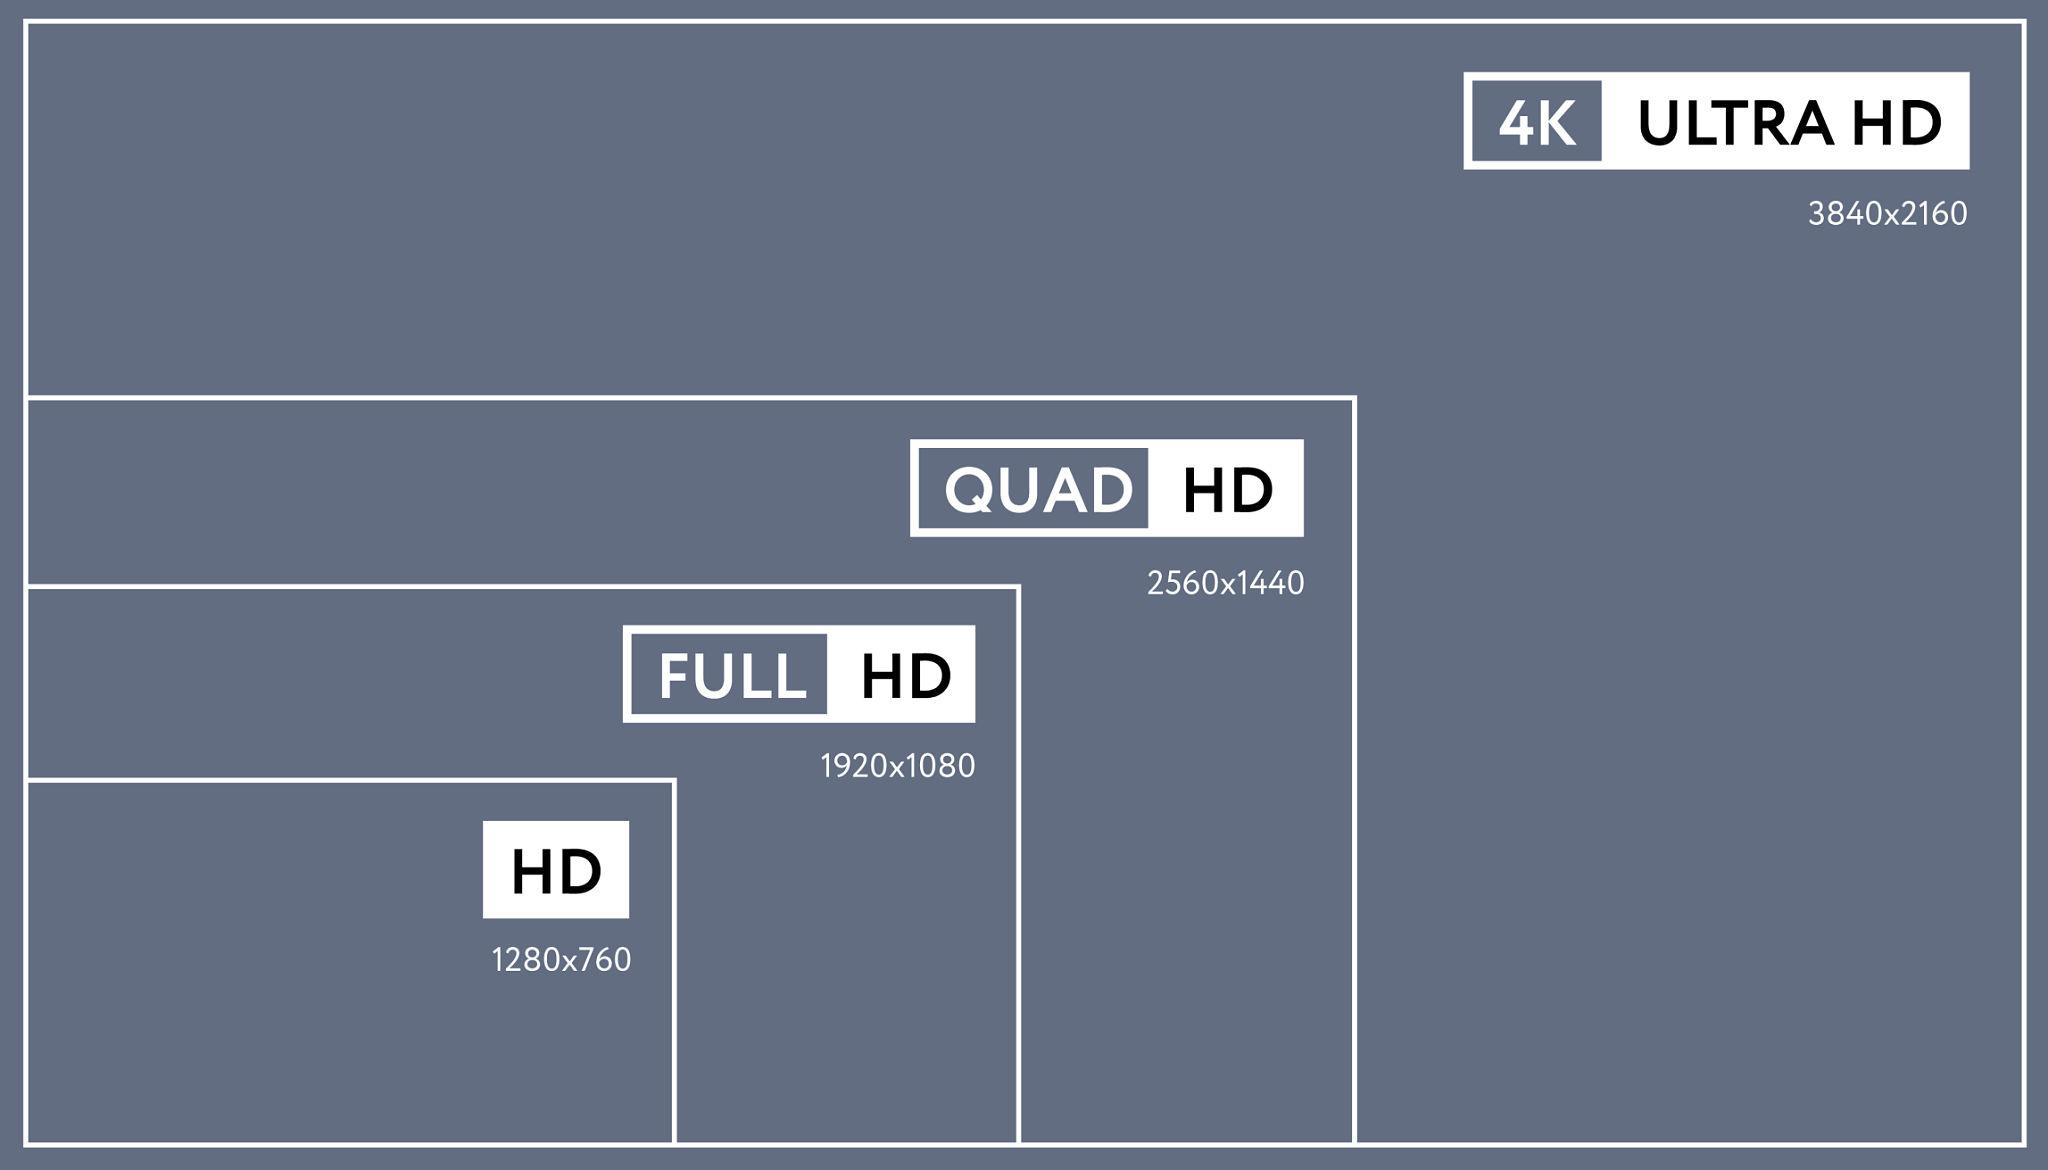 4K ULTRA HD
3840x2160
QUAD HD
2560x1440
FULL HD
1920x1080
HD
1280x760